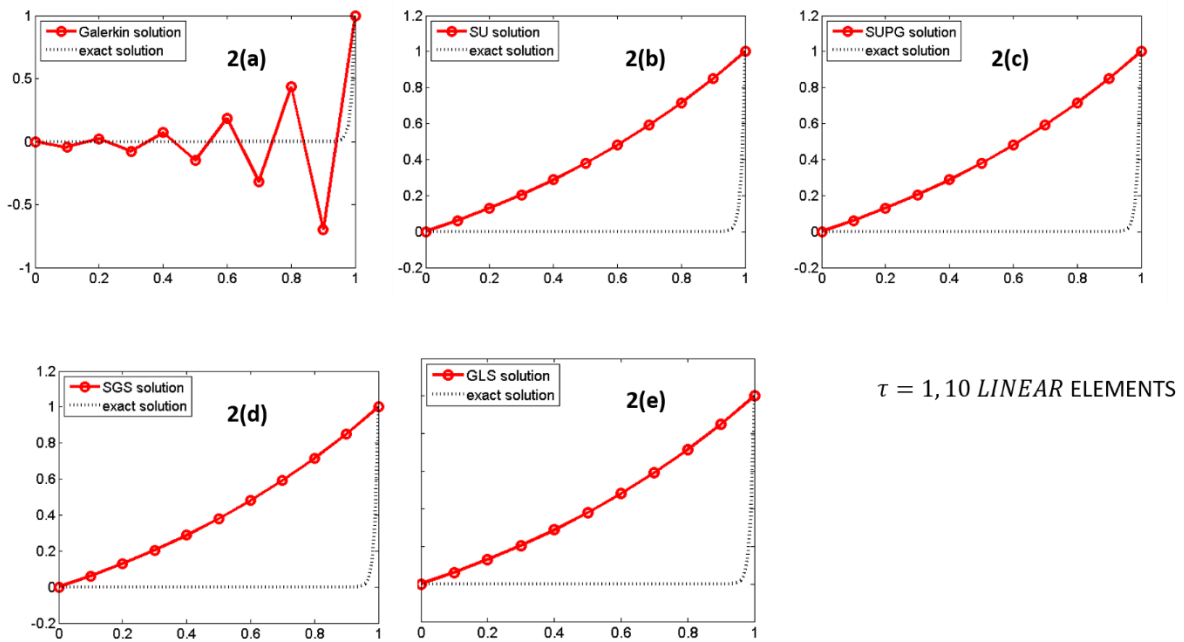 Galerkin solution
exact solution
2(a)
1
0.5
0
-0.5
-1
0 0.2 0.4 0.6 0.8 1
SU solution
exact solution
2(b)
1.2
1
0.8
0.6
0.4
0.2
0
-0.2
0 0.2 0.4 0.6 0.8 1
SUPG solution
exact solution
2(c)
1.2
1
0.8
0.6
0.4
0.2
0
-0.2
0 0.2 0.4 0.6 0.8 1
SGS solution
exact solution
2(d)
1.2
1
0.8
0.6
0.4
0.2
0
-0.2
0 0.2 0.4 0.6 0.8 1
GLS solution
exact solution
2(e)
0 0.2 0.4 0.6 0.8 1
τ = 1, 10 LINEAR ELEMENTS